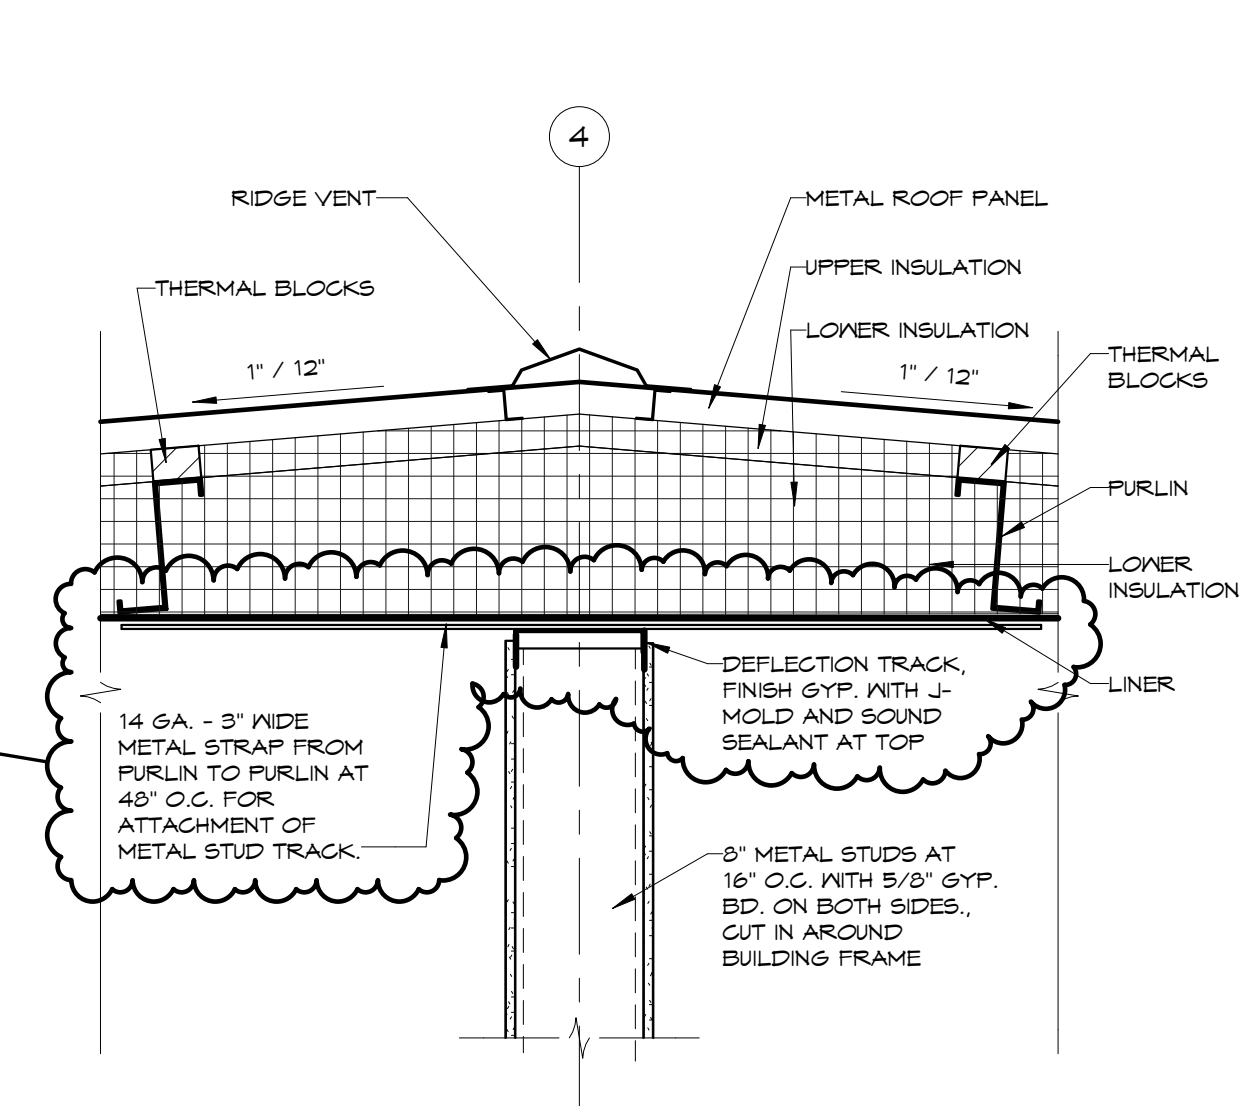 4
RIDGE VENT
METAL ROOF PANEL
UPPER INSULATION
THERMAL BLOCKS
LOWER INSULATION
THERMAL
BLOCKS
1" / 12"
1" / 12"
PURLIN
LOWER
INSULATION
DEFLECTION TRACK,
FINISH GYP. WITH J-
MOLD AND SOUND
SEALANT AT TOP
LINER
14 GA. - 3" WIDE
METAL STRAP FROM
PURLIN TO PURLIN AT
48" O.C. FOR
ATTACHMENT OF
METAL STUD TRACK.
8" METAL STUDS AT
16" O.C. WITH 5/8" GYP.
BD. ON BOTH SIDES.,
CUT IN AROUND
BUILDING FRAME